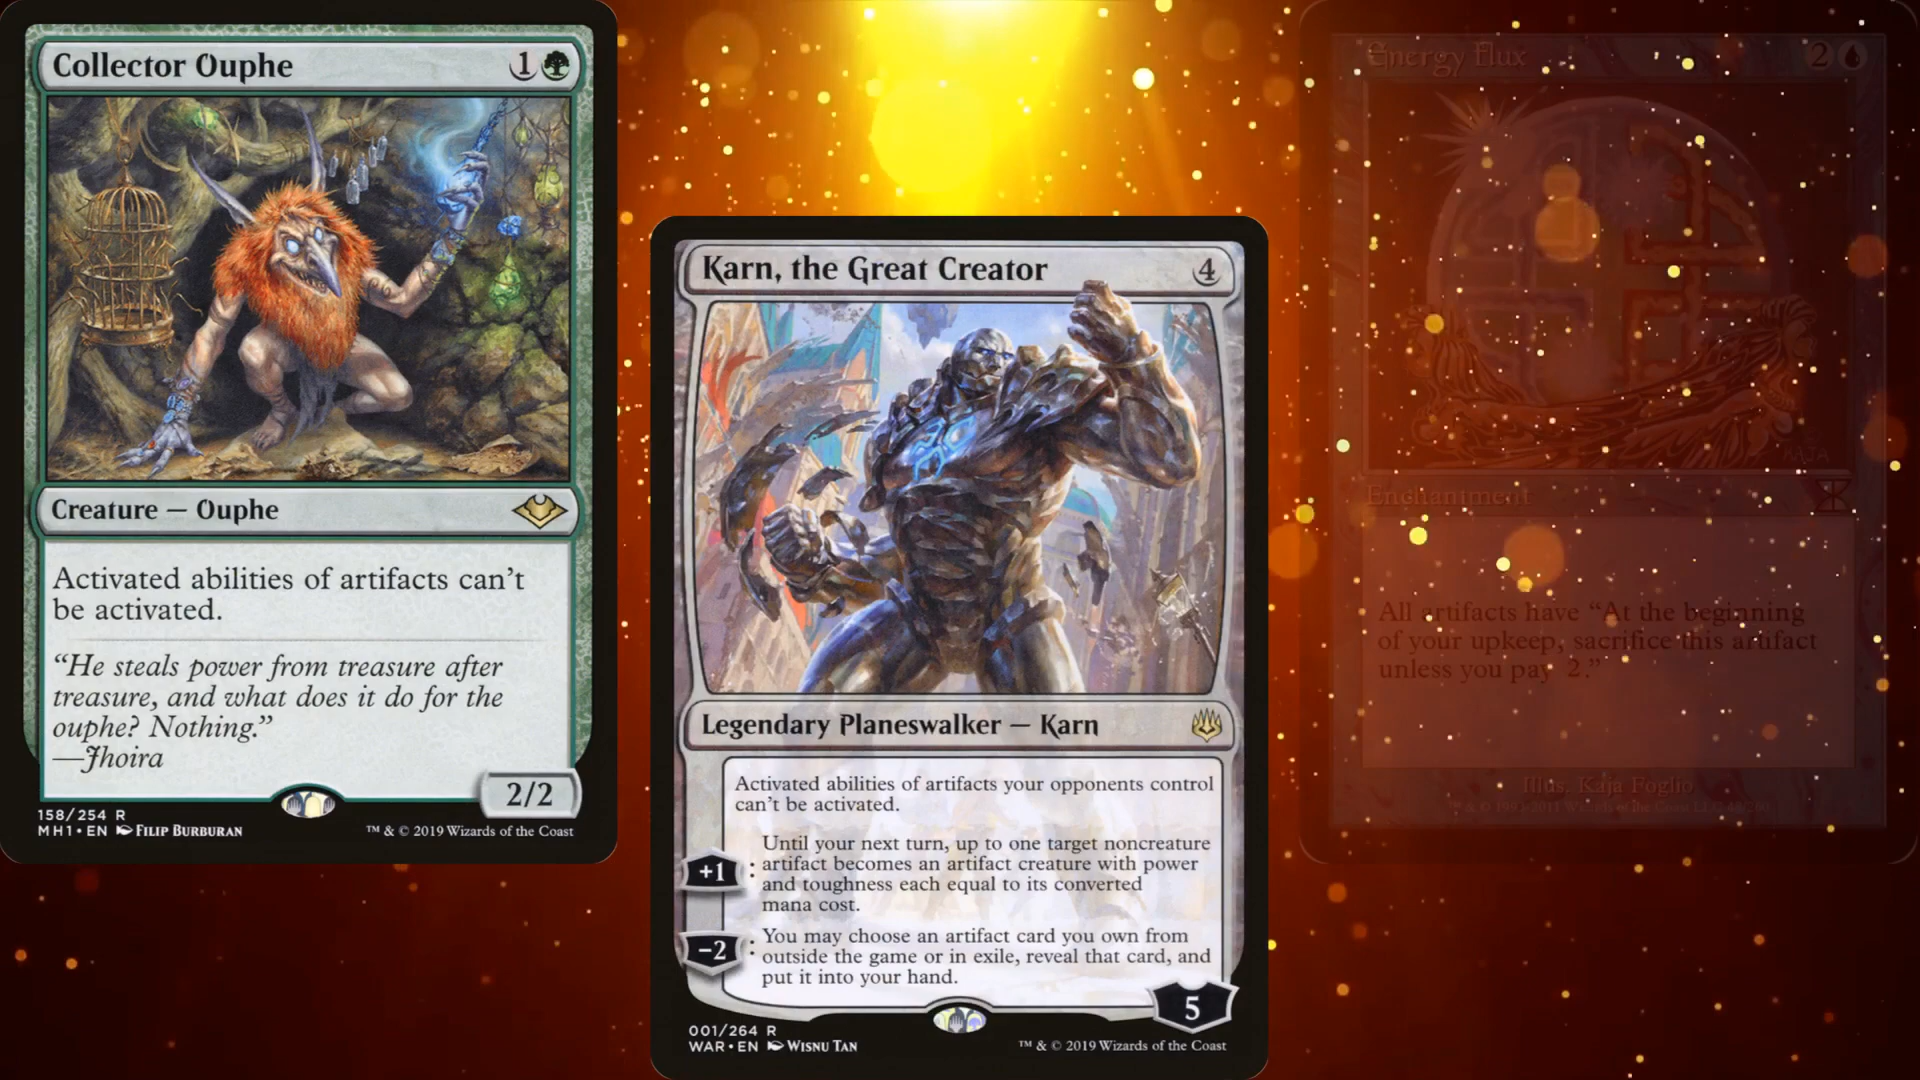 Collector Ouphe
1
Creature — Ouphe
Activated abilities of artifacts can't
be activated.
"He steals power from treasure after
treasure, and what does it do for the
ouphe? Nothing."
—Jhoira
2/2
158/254 R
MH1 • EN FILIP BURBURAN
™ & © 2019 Wizards of the Coast
Karn, the Great Creator
4
Legendary Planeswalker — Karn
Activated abilities of artifacts your opponents control
can't be activated.
+1
: Until your next turn, up to one target noncreature
artifact becomes an artifact creature with power
and toughness each equal to its converted
mana cost.
−2
: You may choose an artifact card you own from
outside the game or in exile, reveal that card, and
put it into your hand.
5
001/264 R
WAR • EN WISNU TAN
™ & © 2019 Wizards of the Coast
Energy Flux
2
KAJA
Enchantment
All artifacts have "At the beginning
of your upkeep, sacrifice this artifact
unless you pay 2."
Illus. Kaja Foglio